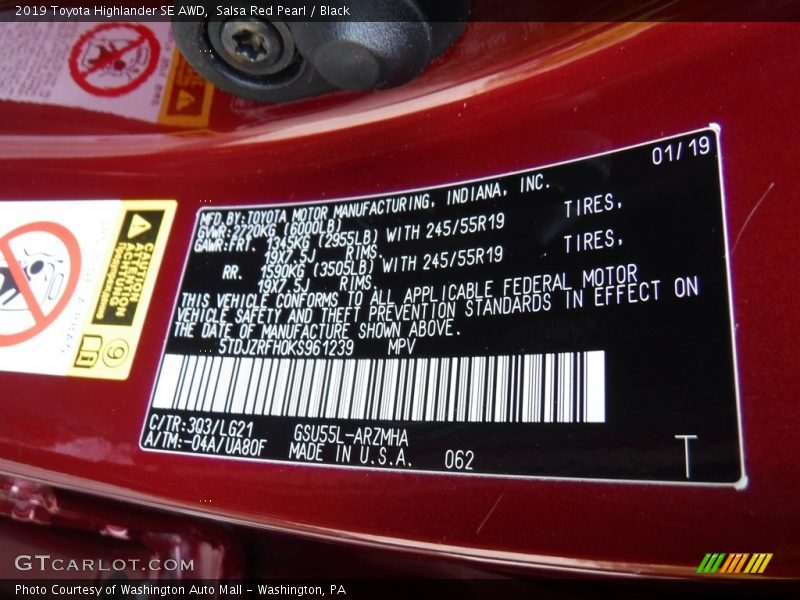 2019 Toyota Highlander SE AWD, Salsa Red Pearl / Black
01/19
MFD.BY:TOYOTA MOTOR MANUFACTURING, INDIANA, INC.
GVWR:2720KG (6000LB)
GAWR:FRT. 1345KG (2955LB) WITH 245/55R19 TIRES,
19X7.5J RIMS.
RR. 1590KG (3505LB) WITH 245/55R19 TIRES,
19X7.5J RIMS.
THIS VEHICLE CONFORMS TO ALL APPLICABLE FEDERAL MOTOR
VEHICLE SAFETY AND THEFT PREVENTION STANDARDS IN EFFECT ON
THE DATE OF MANUFACTURE SHOWN ABOVE.
5TDJZRFH0KS961239 MPV
C/TR:3Q3/LG21 GSU55L-ARZMHA
A/TM:-04A/UA80F MADE IN U.S.A. 062
T
CAUTION
ATTENTION
GTCARLOT.COM
Photo Courtesy of Washington Auto Mall - Washington, PA